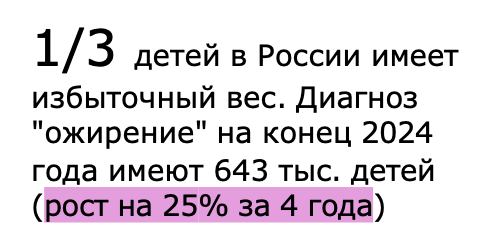 1/3 детей в России имеет
избыточный вес. Диагноз
"ожирение" на конец 2024
года имеют 643 тыс. детей
(рост на 25% за 4 года)